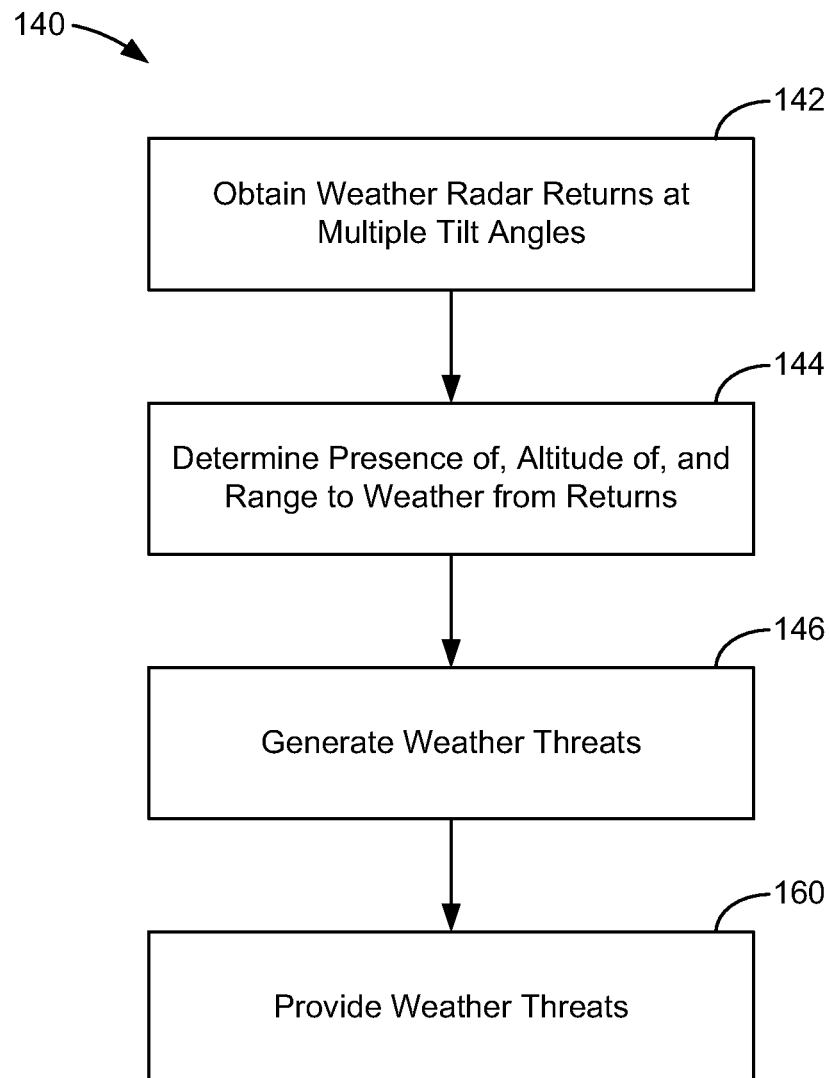 140
142
Obtain Weather Radar Returns at
Multiple Tilt Angles
144
Determine Presence of, Altitude of, and
Range to Weather from Returns
146
Generate Weather Threats
160
Provide Weather Threats